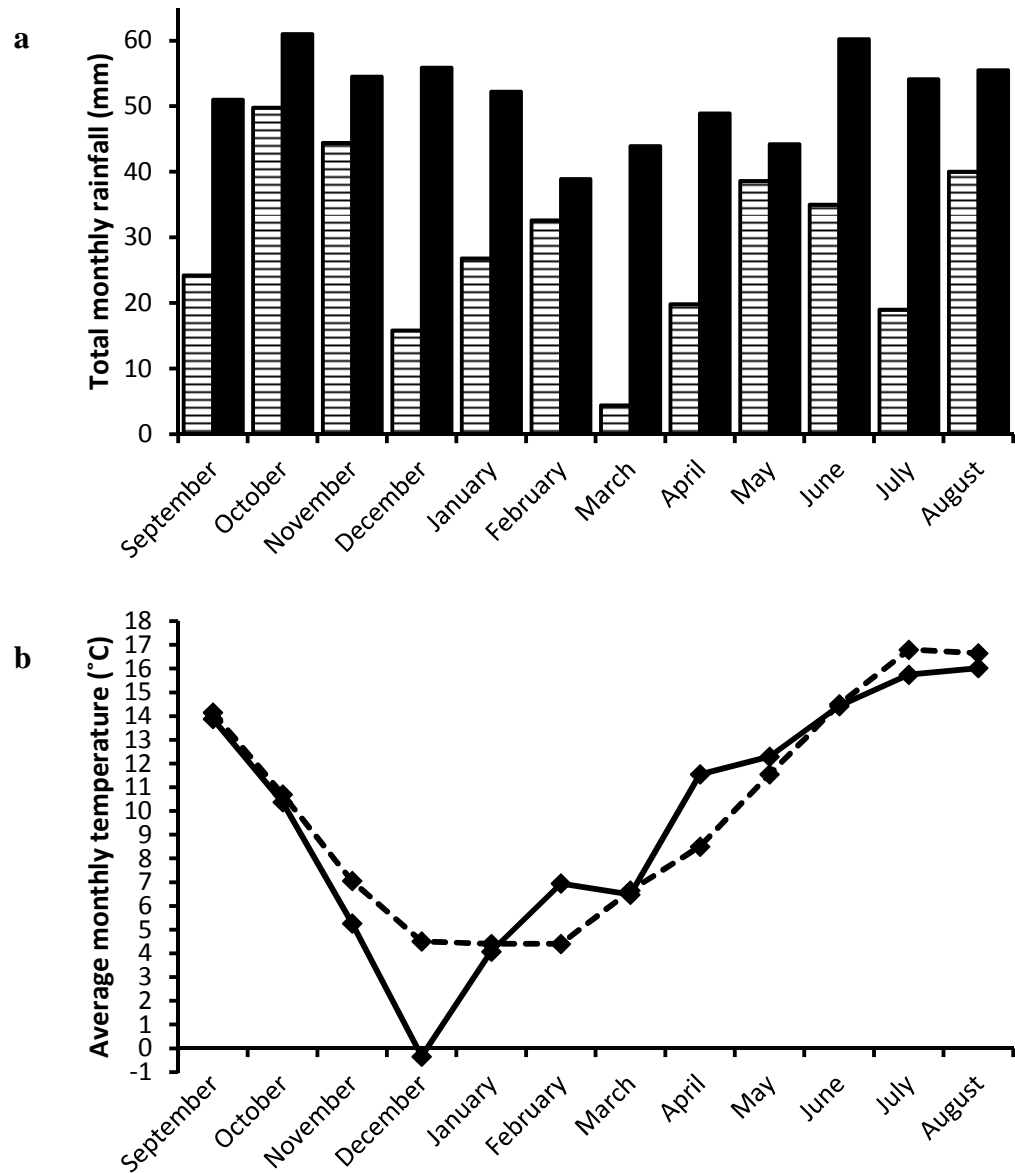 a
Total monthly rainfall (mm)
60
50
40
30
20
10
0
September
October
November
December
January
February
March
April
May
June
July
August
b
Average monthly temperature (˚C)
18
17
16
15
14
13
12
11
10
9
8
7
6
5
4
3
2
1
0
-1
September
October
November
December
January
February
March
April
May
June
July
August